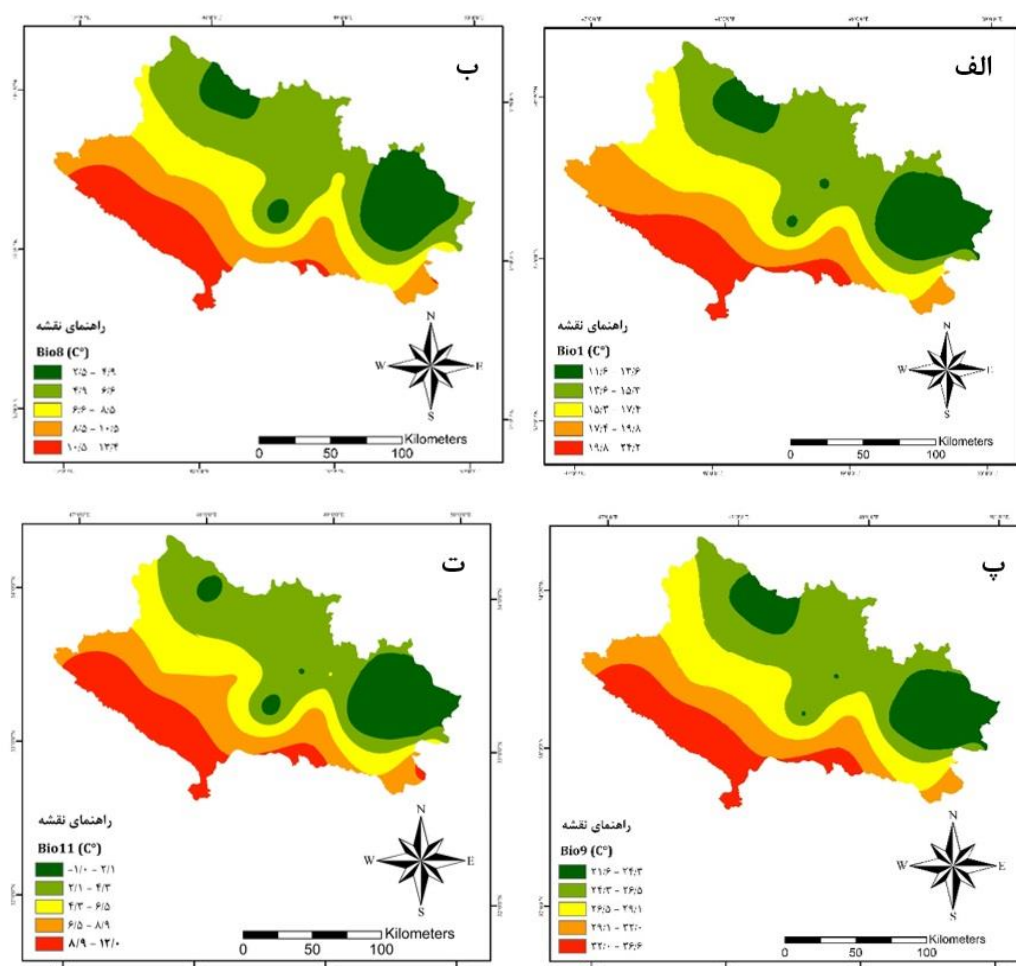 الف
راهنمای نقشه
Bio1 (C°)
۱۱/۶ - ۱۳/۶
۱۳/۶ - ۱۵/۳
۱۵/۳ - ۱۷/۴
۱۷/۴ - ۱۹/۸
۱۹/۸ - ۲۴/۲
N
W E
S
Kilometers
0 50 100
ب
راهنمای نقشه
Bio8 (C°)
۲/۵ - ۴/۹
۴/۹ - ۶/۶
۶/۶ - ۸/۵
۸/۵ - ۱۰/۵
۱۰/۵ - ۱۳/۴
N
W E
S
Kilometers
0 50 100
پ
راهنمای نقشه
Bio9 (C°)
۲۱/۶ - ۲۴/۳
۲۴/۳ - ۲۶/۵
۲۶/۵ - ۲۹/۱
۲۹/۱ - ۳۲/۰
۳۲/۰ - ۳۶/۶
N
W E
S
Kilometers
0 50 100
ت
راهنمای نقشه
Bio11 (C°)
-۱/۰ - ۲/۱
۲/۱ - ۴/۳
۴/۳ - ۶/۵
۶/۵ - ۸/۹
۸/۹ - ۱۲/۰
N
W E
S
Kilometers
0 50 100